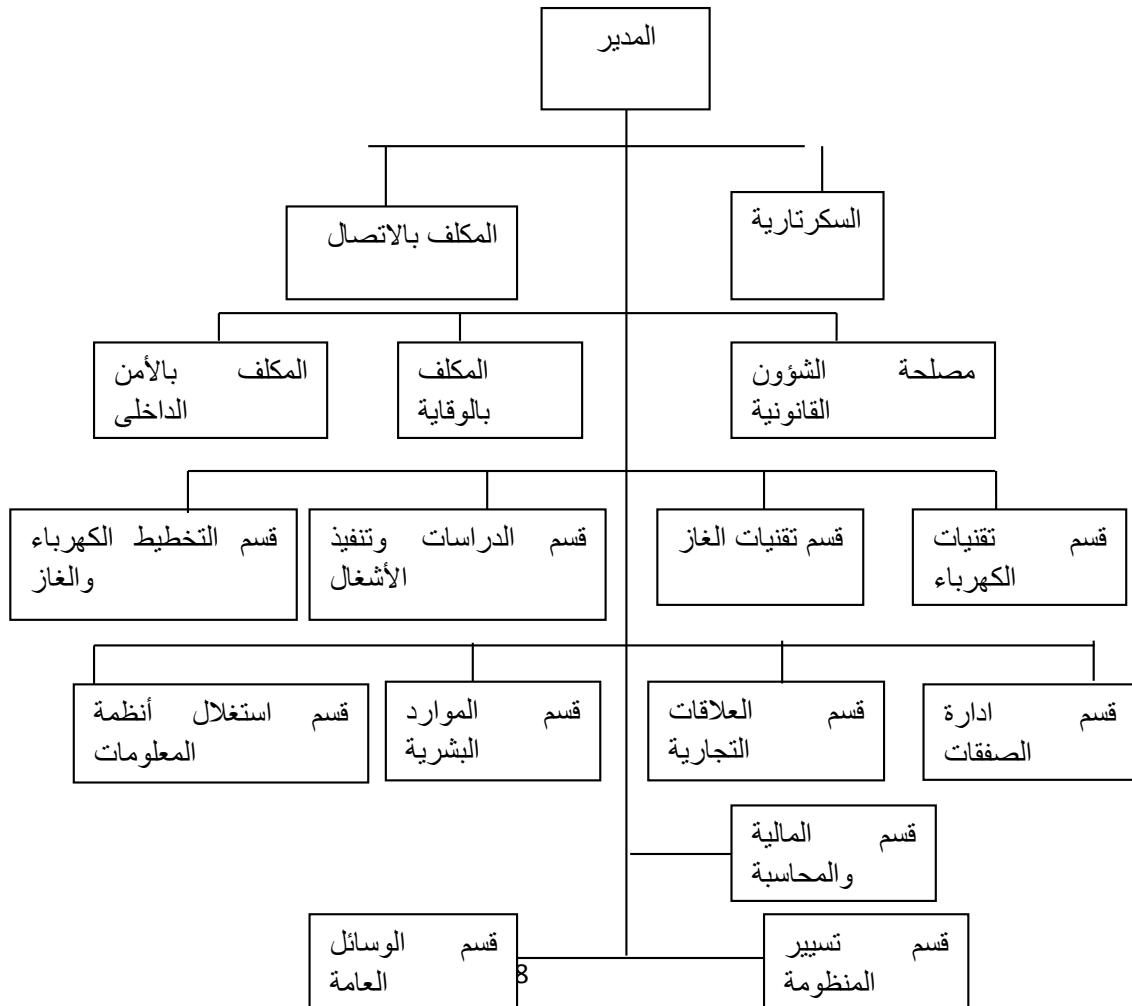 المدير
السكرتارية
المكلف بالاتصال
مصلحة الشؤون
القانونية
المكلف
بالوقاية
المكلف بالأمن
الداخلي
قسم تقنيات
الكهرباء
قسم تقنيات الغاز
قسم الدراسات وتنفيذ
الأشغال
قسم التخطيط الكهرباء
والغاز
قسم ادارة
الصفقات
قسم العلاقات
التجارية
قسم الموارد
البشرية
قسم استغلال أنظمة
المعلومات
قسم المالية
والمحاسبة
قسم تسيير
المنظومة
قسم الوسائل
العامة
8